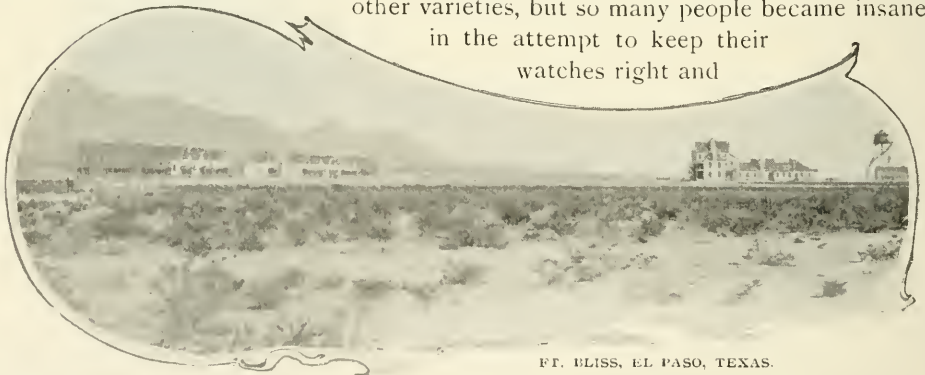 other varieties, but so many people became insane
in the attempt to keep their
watches right and
FT. BLISS, EL PASO, TEXAS.